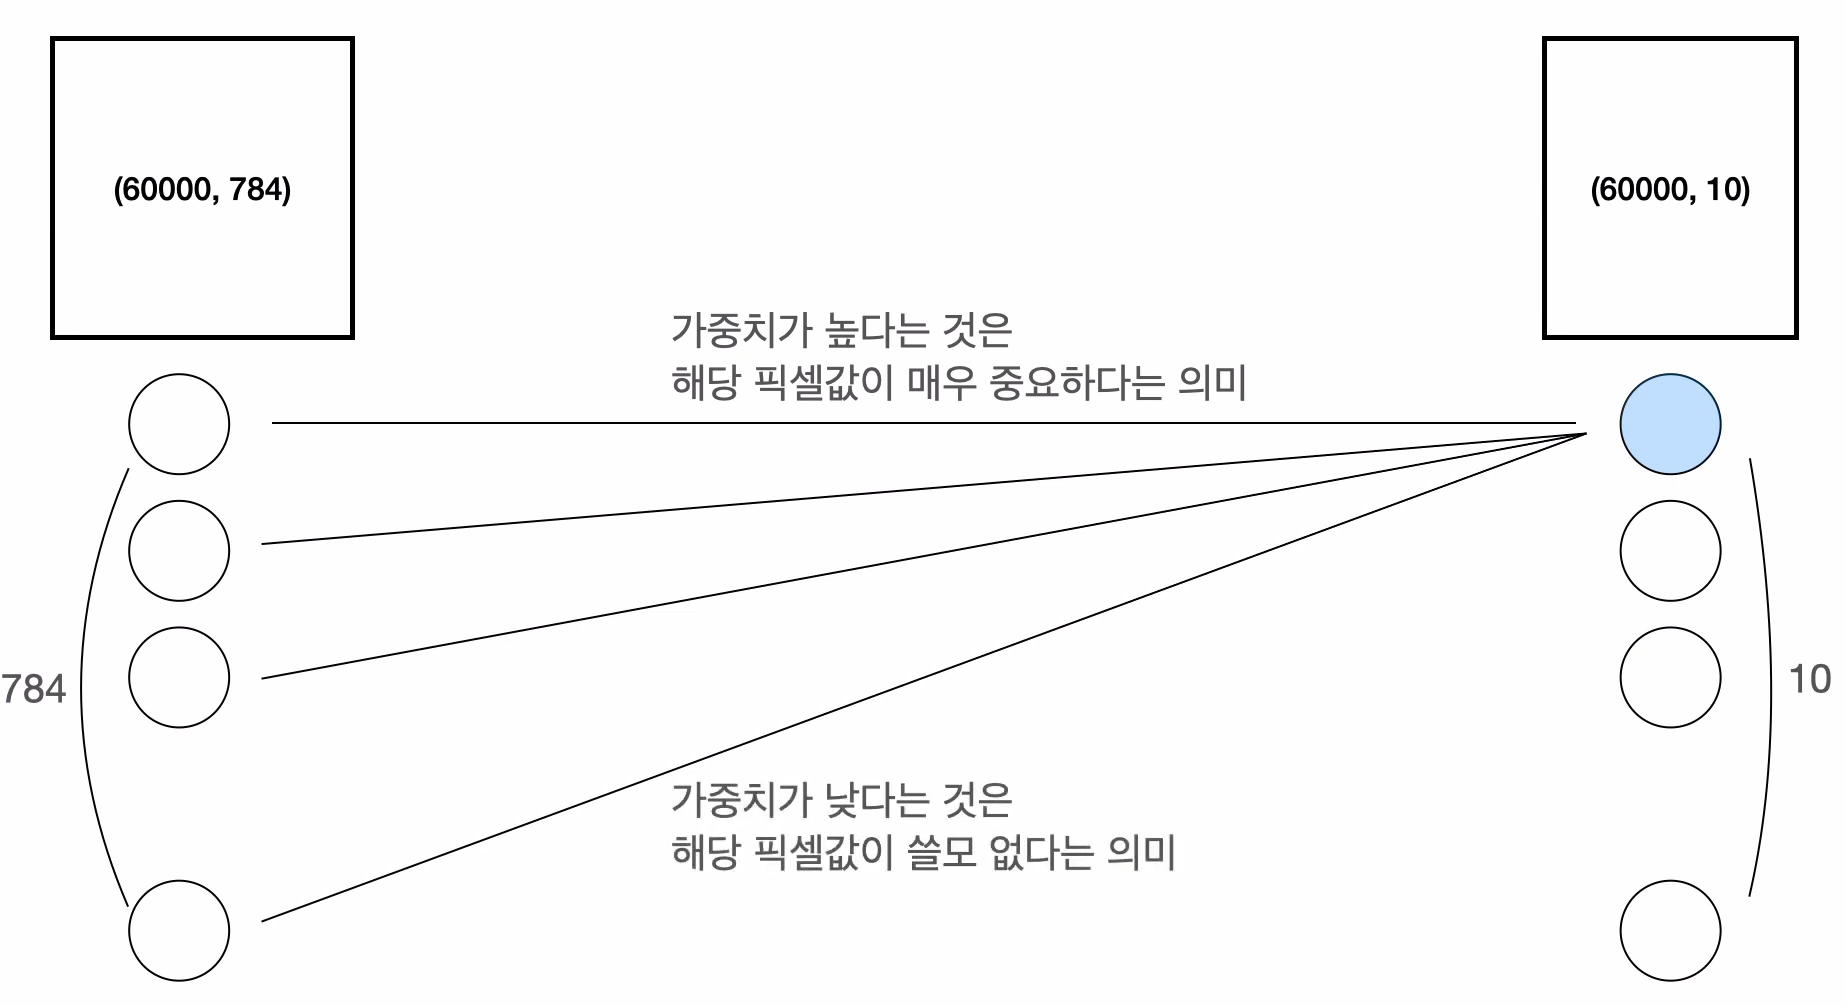 (60000, 784)
(60000, 10)
가중치가 높다는 것은
해당 픽셀값이 매우 중요하다는 의미
784
10
가중치가 낮다는 것은
해당 픽셀값이 쓸모 없다는 의미